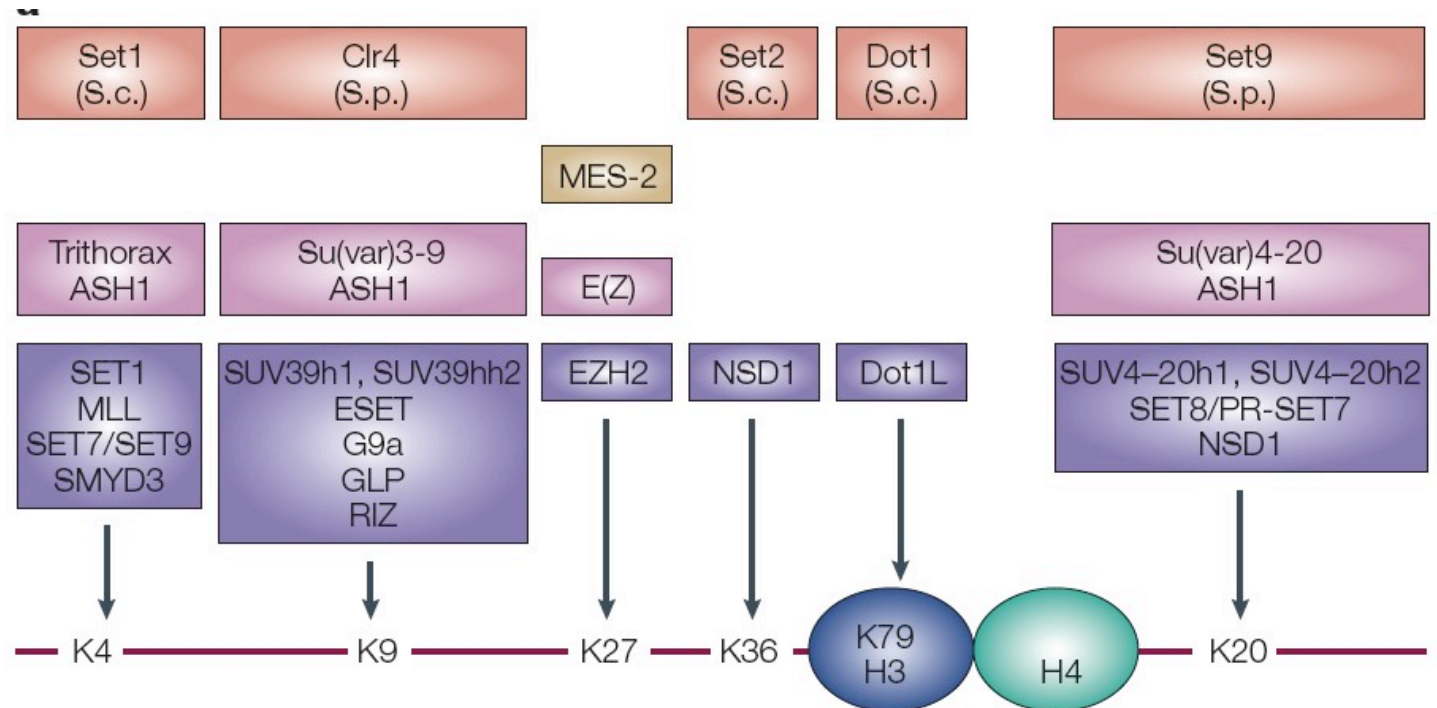 Set1
(S.c.)
Clr4
(S.p.)
Set2
(S.c.)
Dot1
(S.c.)
Set9
(S.p.)
MES-2
Trithorax
ASH1
Su(var)3-9
ASH1
E(Z)
Su(var)4-20
ASH1
SET1
MLL
SET7/SET9
SMYD3
SUV39h1, SUV39hh2
ESET
G9a
GLP
RIZ
EZH2
NSD1
Dot1L
SUV4–20h1, SUV4–20h2
SET8/PR-SET7
NSD1
K4
K9
K27
K36
K79
H3
H4
K20